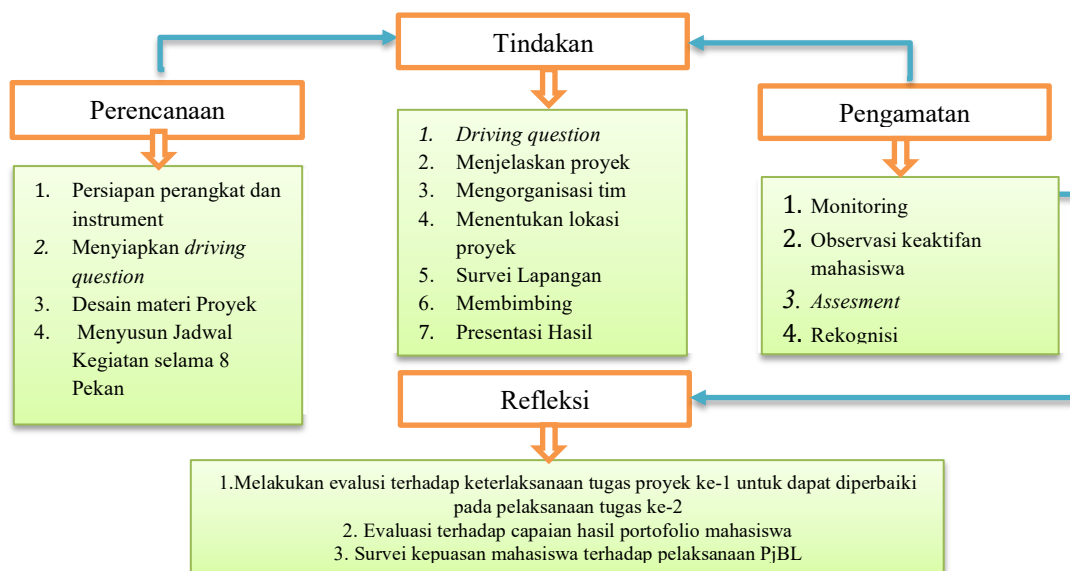 Tindakan
Perencanaan
Pengamatan
1. Persiapan perangkat dan
instrument
2. Menyiapkan driving
question
3. Desain materi Proyek
4. Menyusun Jadwal
Kegiatan selama 8
Pekan
1. Driving question
2. Menjelaskan proyek
3. Mengorganisasi tim
4. Menentukan lokasi
proyek
5. Survei Lapangan
6. Membimbing
7. Presentasi Hasil
1. Monitoring
2. Observasi keaktifan
mahasiswa
3. Assesment
4. Rekognisi
Refleksi
1.Melakukan evalusi terhadap keterlaksanaan tugas proyek ke-1 untuk dapat diperbaiki
pada pelaksanaan tugas ke-2
2. Evaluasi terhadap capaian hasil portofolio mahasiswa
3. Survei kepuasan mahasiswa terhadap pelaksanaan PjBL